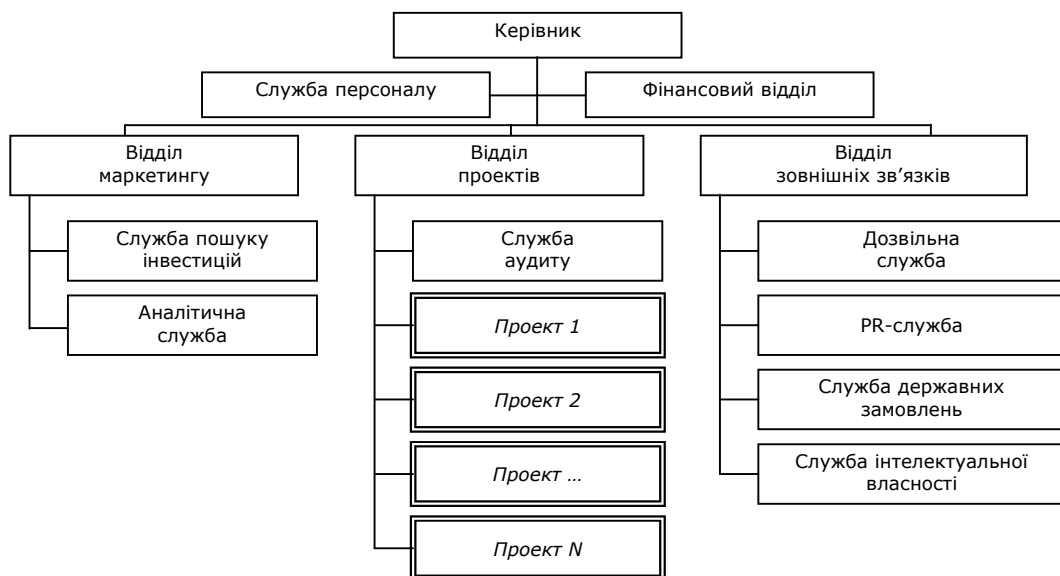 Керівник
Служба персоналу
Фінансовий відділ
Відділ
маркетингу
Відділ
проектів
Відділ
зовнішніх зв’язків
Служба пошуку
інвестицій
Аналітична
служба
Служба
аудиту
Проект 1
Проект 2
Проект ...
Проект N
Дозвільна
служба
PR-служба
Служба державних
замовлень
Служба інтелектуальної
власності